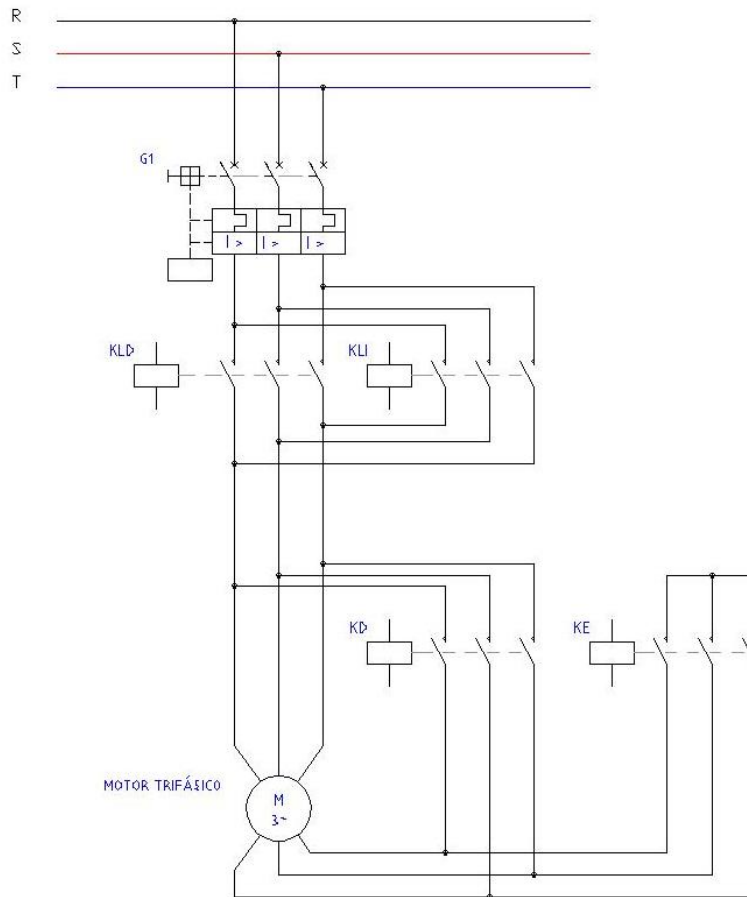 R
S
T
G1
I > I > I >
KLD
KLI
KD
KE
MOTOR TRIFÁSICO
M
3~